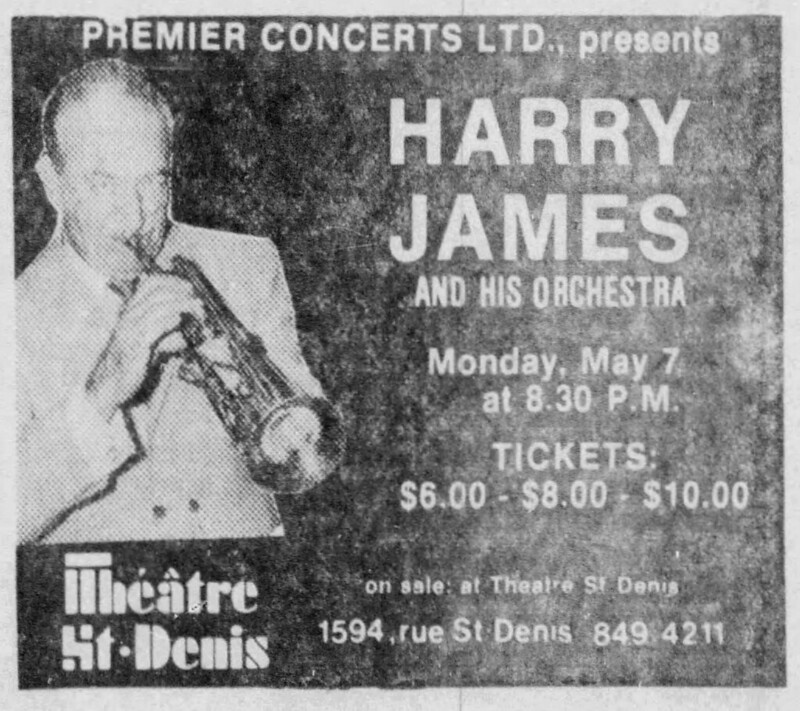 PREMIER CONCERTS LTD., presents
HARRY
JAMES
AND HIS ORCHESTRA
Monday, May 7
at 8.30 P.M.
TICKETS:
$6.00 - $8.00 - $10.00
on sale: at Theatre St Denis
1594, rue St Denis 849.4211
Théâtre
St·Denis